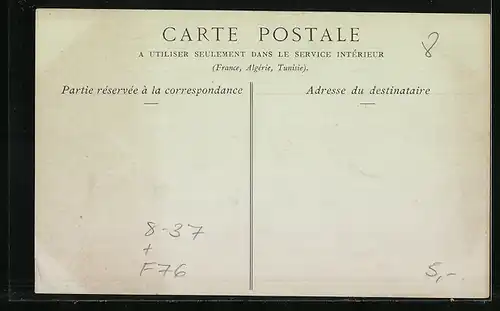 CARTE POSTALE
A UTILISER SEULEMENT DANS LE SERVICE INTÉRIEUR
(France, Algérie, Tunisie).
8
Partie réservée à la correspondance
Adresse du destinataire
8-37
+
F76
5,-